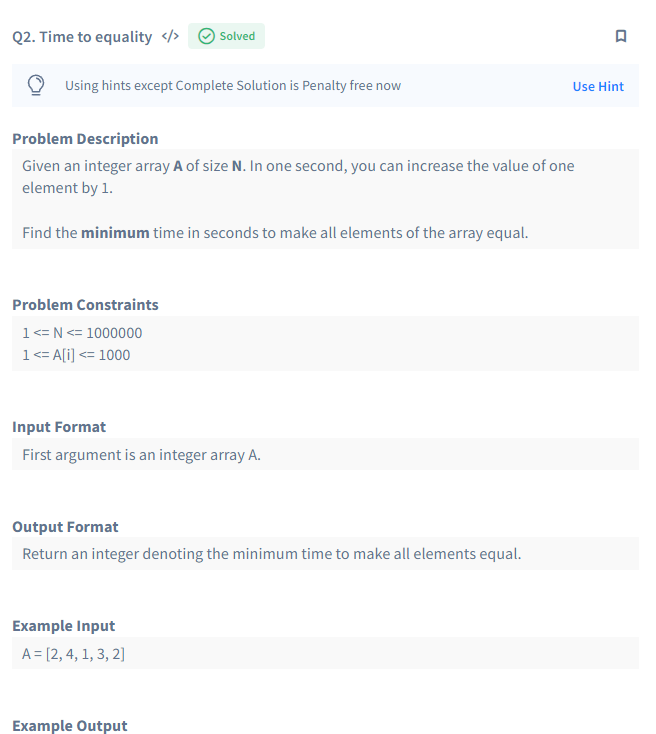 Q2. Time to equality </> Solved
Using hints except Complete Solution is Penalty free now Use Hint
Problem Description
Given an integer array A of size N. In one second, you can increase the value of one
element by 1.
Find the minimum time in seconds to make all elements of the array equal.
Problem Constraints
1 <= N <= 1000000
1 <= A[i] <= 1000
Input Format
First argument is an integer array A.
Output Format
Return an integer denoting the minimum time to make all elements equal.
Example Input
A = [2, 4, 1, 3, 2]
Example Output